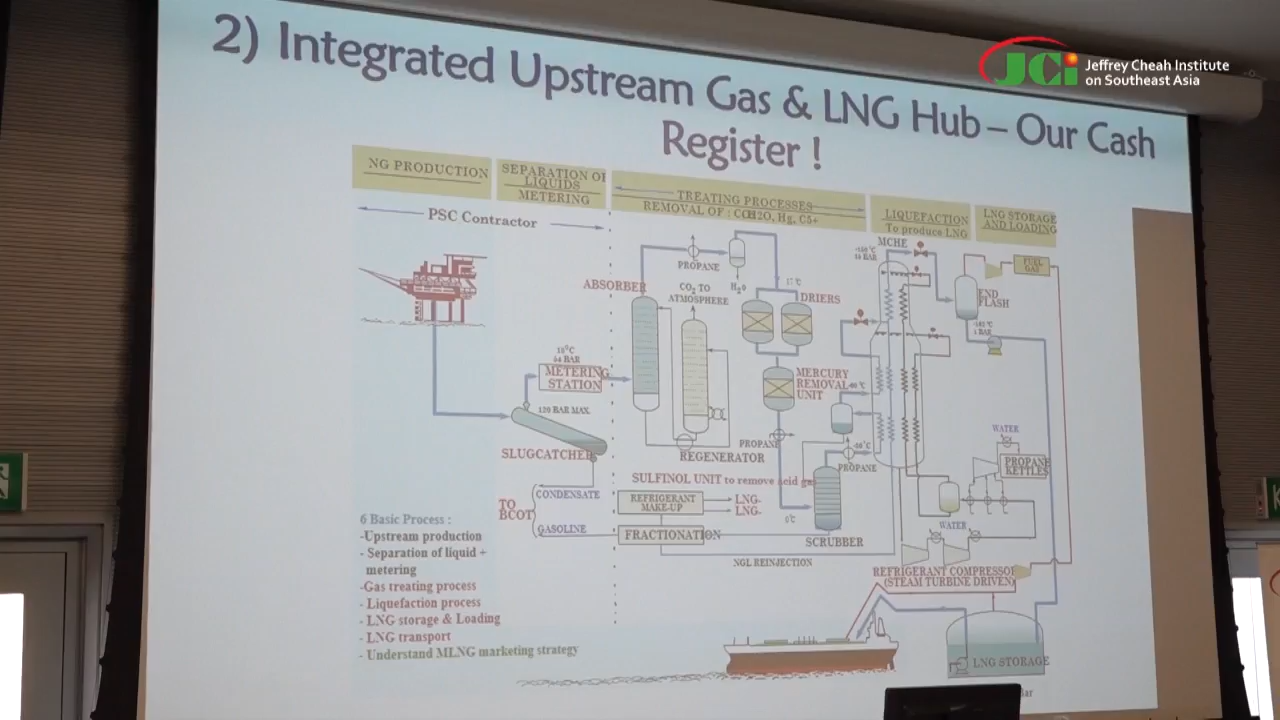 2) Integrated Upstream Gas & LNG Hub – Our Cash
Register !
JCi
Jeffrey Cheah Institute
on Southeast Asia
NG PRODUCTION
SEPARATION OF
LIQUIDS
METERING
TREATING PROCESSES
REMOVAL OF : H2O, Hg, C5+
LIQUEFACTION
To produce LNG
LNG STORAGE
AND LOADING
PSC Contractor
MCHE
FUEL
GAS
PROPANE
ABSORBER
CO2 TO
ATMOSPHERE
H2O
DRIERS
END
FLASH
METERING
STATION
MERCURY
REMOVAL
UNIT
120 BAR MAX.
SLUGCATCHER
REGENERATOR
PROPANE
PROPANE
WATER
PROPANE
KETTLES
SULFINOL UNIT to remove acid gas
CONDENSATE
TO
BCOT
GASOLINE
REFRIGERANT
MAKE-UP
LNG-
LNG-
FRACTIONATION
0°C
SCRUBBER
WATER
NGL REINJECTION
REFRIGERANT COMPRESSOR
(STEAM TURBINE DRIVEN)
6 Basic Process :
-Upstream production
- Separation of liquid +
metering
-Gas treating process
- Liquefaction process
- LNG storage & Loading
- LNG transport
- Understand MLNG marketing strategy
LNG STORAGE